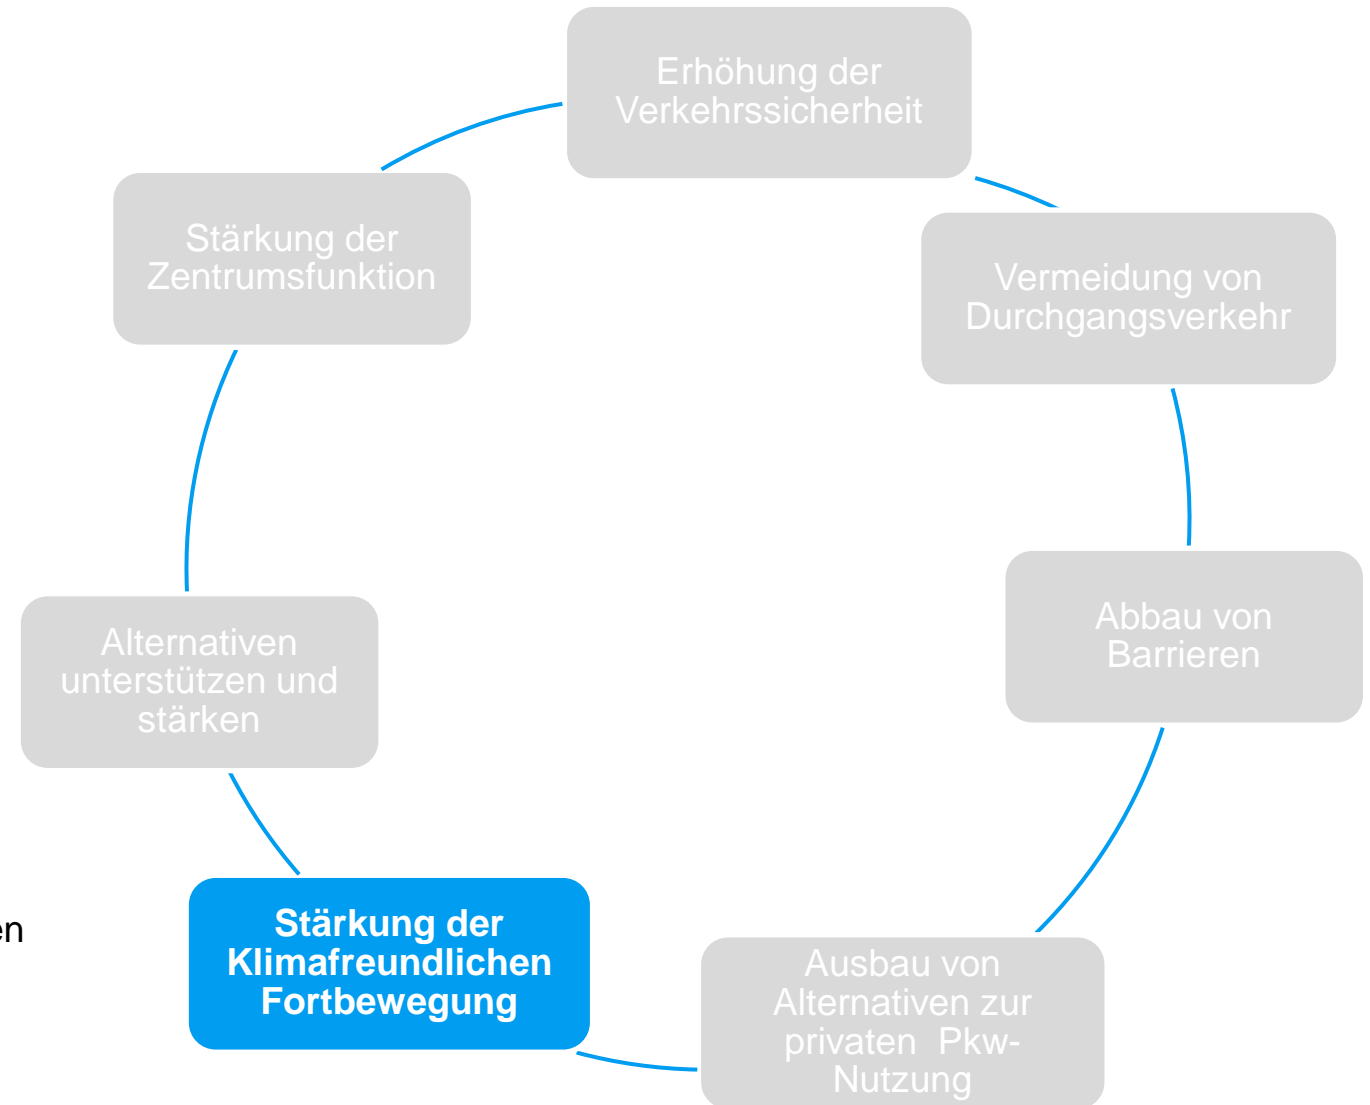 Erhöhung der
Verkehrssicherheit
Stärkung der
Zentrumsfunktion
Vermeidung von
Durchgangsverkehr
Abbau von
Barrieren
Alternativen
unterstützen und
stärken
en
Stärkung der
Klimafreundlichen
Fortbewegung
Ausbau von
Alternativen zur
privaten Pkw-
Nutzung